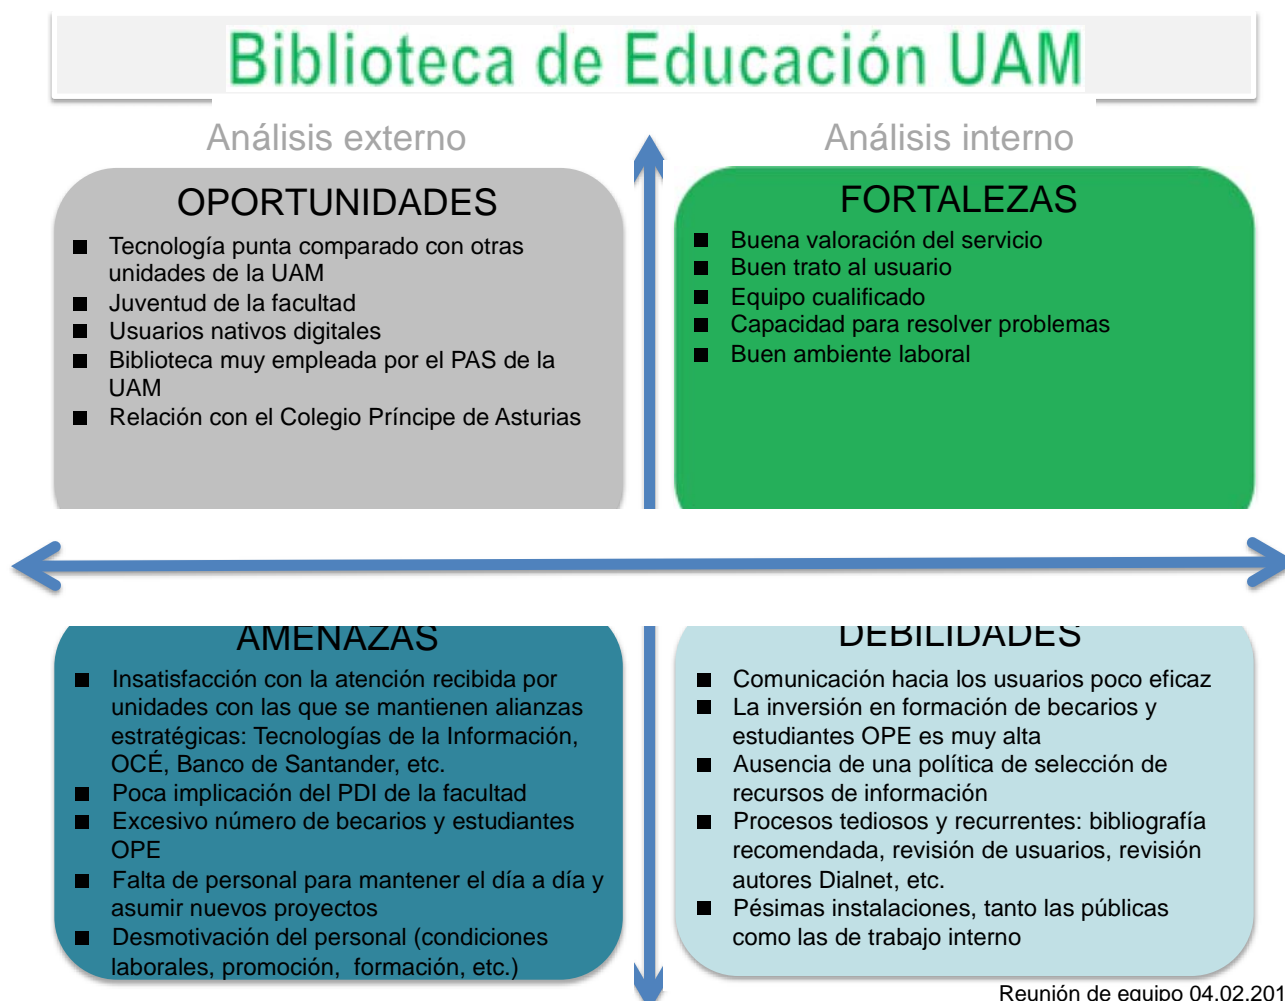 Biblioteca de Educación UAM
Análisis externo
Análisis interno
OPORTUNIDADES
■ Tecnología punta comparado con otras
unidades de la UAM
■ Juventud de la facultad
■ Usuarios nativos digitales
■ Biblioteca muy empleada por el PAS de la
UAM
■ Relación con el Colegio Príncipe de Asturias
FORTALEZAS
■ Buena valoración del servicio
■ Buen trato al usuario
■ Equipo cualificado
■ Capacidad para resolver problemas
■ Buen ambiente laboral
AMENAZAS
■ Insatisfacción con la atención recibida por
unidades con las que se mantienen alianzas
estratégicas: Tecnologías de la Información,
OCÉ, Banco de Santander, etc.
■ Poca implicación del PDI de la facultad
■ Excesivo número de becarios y estudiantes
OPE
■ Falta de personal para mantener el día a día y
asumir nuevos proyectos
■ Desmotivación del personal (condiciones
laborales, promoción, formación, etc.)
DEBILIDADES
■ Comunicación hacia los usuarios poco eficaz
■ La inversión en formación de becarios y
estudiantes OPE es muy alta
■ Ausencia de una política de selección de
recursos de información
■ Procesos tediosos y recurrentes: bibliografía
recomendada, revisión de usuarios, revisión
autores Dialnet, etc.
■ Pésimas instalaciones, tanto las públicas
como las de trabajo interno
Reunión de equipo 04.02.201